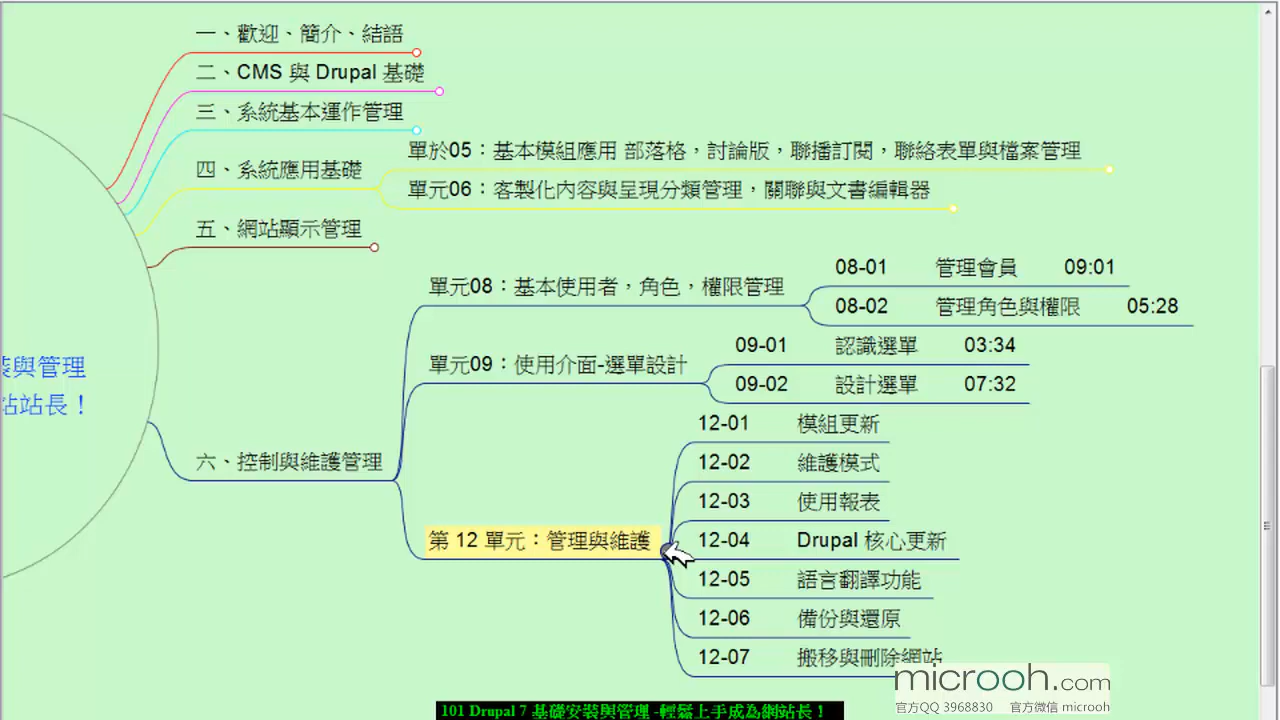 一、歡迎、簡介、結語
二、CMS 與 Drupal 基礎
三、系統基本運作管理
四、系統應用基礎
單於05：基本模組應用 部落格，討論版，聯播訂閱，聯絡表單與檔案管理
單元06：客製化內容與呈現分類管理，關聯與文書編輯器
五、網站顯示管理
與管理
站長！
六、控制與維護管理
單元08：基本使用者，角色，權限管理
08-01 管理會員 09:01
08-02 管理角色與權限 05:28
單元09：使用介面-選單設計
09-01 認識選單 03:34
09-02 設計選單 07:32
第 12 單元：管理與維護
12-01 模組更新
12-02 維護模式
12-03 使用報表
12-04 Drupal 核心更新
12-05 語言翻譯功能
12-06 備份與還原
12-07 搬移與刪除網站
microoh.com
官方QQ 3968830 官方微信 microoh
101 Drupal 7 基礎安裝與管理 -輕鬆上手成為網站長！